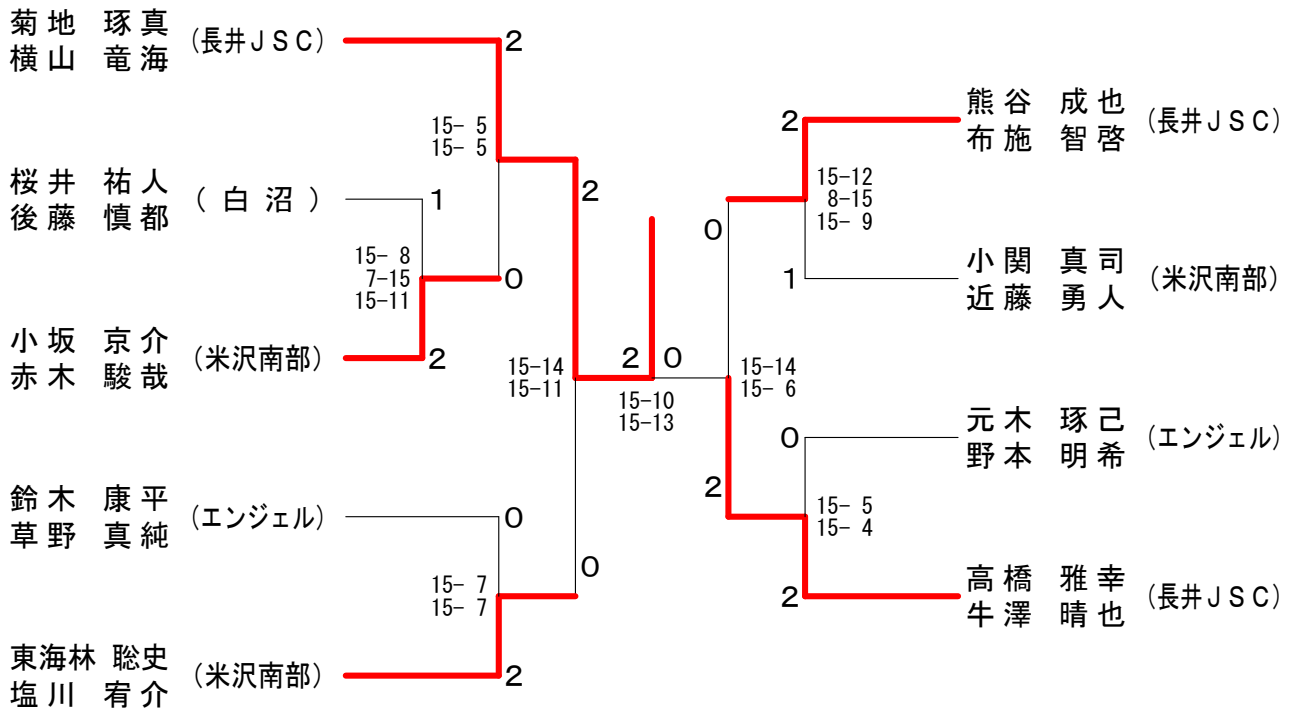 菊地 琢真
横山 竜海
(長井JSC)
2
15- 5
15- 5
桜井 祐人
後藤 慎都
(白沼)
1
15- 8
7-15
15-11
0
小坂 京介
赤木 駿哉
(米沢南部)
2
2
15-14
15-11
鈴木 康平
草野 真純
(エンジェル)
0
15- 7
15- 7
0
東海林 聡史
塩川 宥介
(米沢南部)
2
2 0
15-10
15-13
熊谷 成也
布施 智啓
(長井JSC)
2
15-12
8-15
15- 9
0
小関 真司
近藤 勇人
(米沢南部)
1
15-14
15- 6
元木 琢己
野本 明希
(エンジェル)
0
2
15- 5
15- 4
高橋 雅幸
牛澤 晴也
(長井JSC)
2